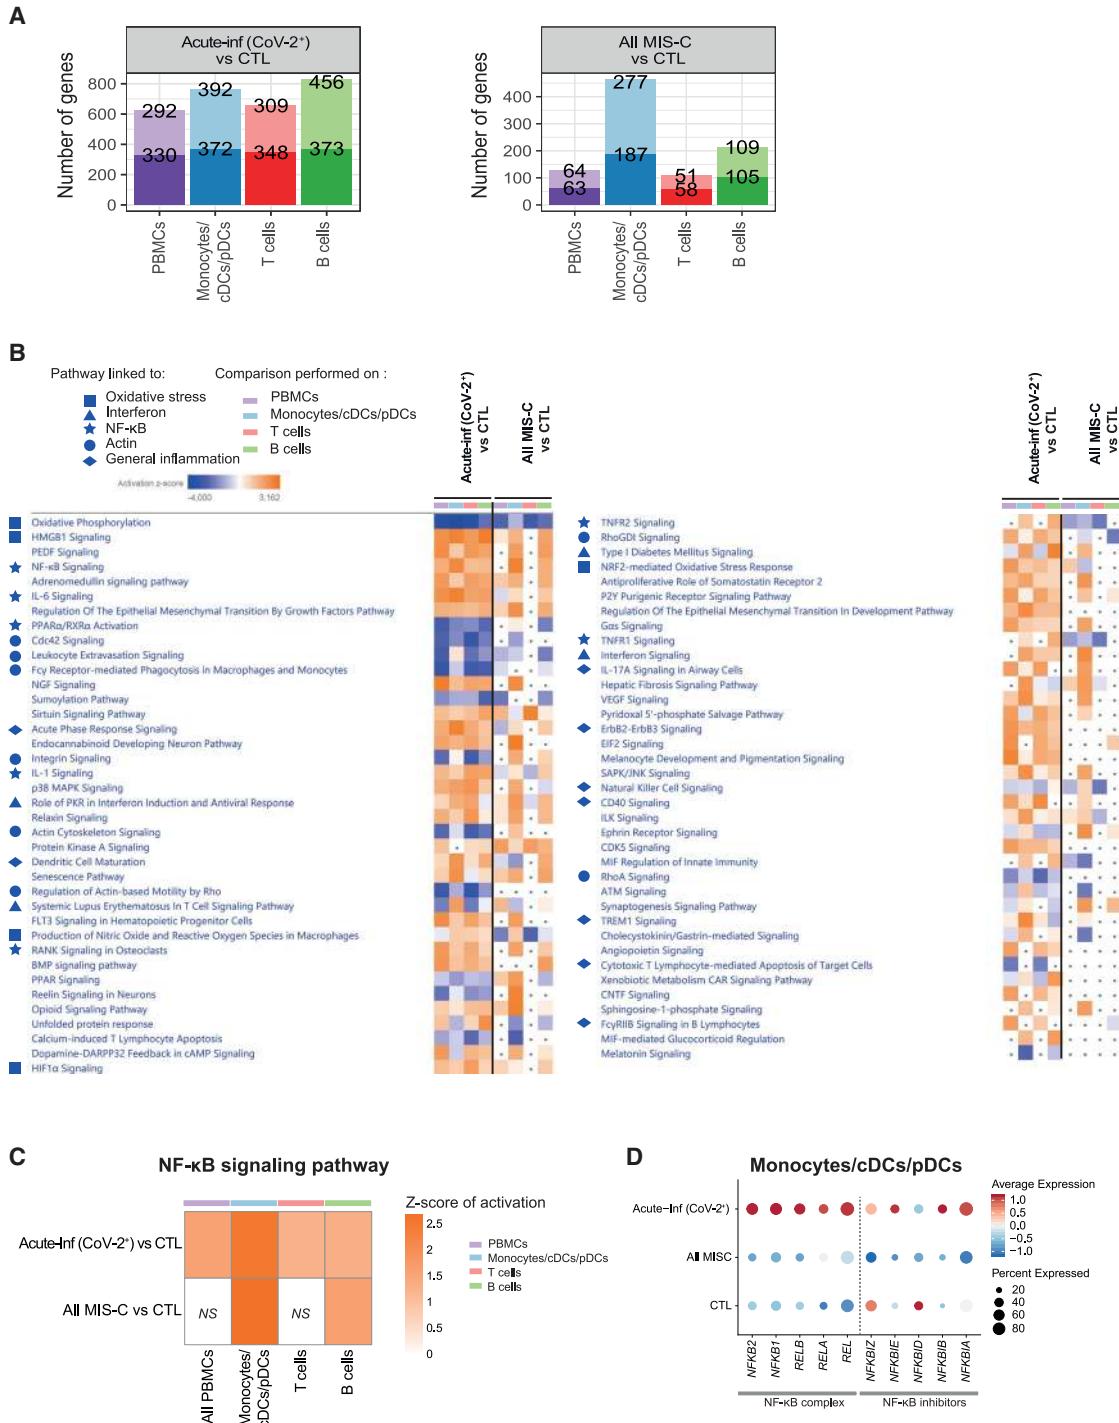 A
Acute-inf (CoV-2+)
vs CTL
Number of genes
800
600
400
200
0
292
392
309
456
330
372
348
373
PBMCs
Monocytes/
cDCs/pDCs
T cells
B cells
All MIS-C
vs CTL
Number of genes
400
300
200
100
0
64
277
51
109
63
187
58
105
PBMCs
Monocytes/
cDCs/pDCs
T cells
B cells
B
Pathway linked to:
Oxidative stress
Interferon
NF-κB
Actin
General inflammation
Comparison performed on :
PBMCs
Monocytes/cDCs/pDCs
T cells
B cells
Activation z-score
-4,000
3,162
Acute-inf (CoV-2+)
vs CTL
All MIS-C
vs CTL
Oxidative Phosphorylation
HMGB1 Signaling
PEDF Signaling
NF-κB Signaling
Adrenomedullin signaling pathway
IL-6 Signaling
Regulation Of The Epithelial Mesenchymal Transition By Growth Factors Pathway
PPARα/RXRα Activation
Cdc42 Signaling
Leukocyte Extravasation Signaling
Fcγ Receptor-mediated Phagocytosis in Macrophages and Monocytes
NGF Signaling
Sumoylation Pathway
Sirtuin Signaling Pathway
Acute Phase Response Signaling
Endocannabinoid Developing Neuron Pathway
Integrin Signaling
IL-1 Signaling
p38 MAPK Signaling
Role of PKR in Interferon Induction and Antiviral Response
Relaxin Signaling
Actin Cytoskeleton Signaling
Protein Kinase A Signaling
Dendritic Cell Maturation
Senescence Pathway
Regulation of Actin-based Motility by Rho
Systemic Lupus Erythematosus In T Cell Signaling Pathway
FLT3 Signaling in Hematopoietic Progenitor Cells
Production of Nitric Oxide and Reactive Oxygen Species in Macrophages
RANK Signaling in Osteoclasts
BMP signaling pathway
PPAR Signaling
Reelin Signaling in Neurons
Opioid Signaling Pathway
Unfolded protein response
Calcium-induced T Lymphocyte Apoptosis
Dopamine-DARPP32 Feedback in cAMP Signaling
HIF1α Signaling
Acute-inf (CoV-2+)
vs CTL
All MIS-C
vs CTL
TNFR2 Signaling
RhoGDI Signaling
Type I Diabetes Mellitus Signaling
NRF2-mediated Oxidative Stress Response
Antiproliferative Role of Somatostatin Receptor 2
P2Y Purigenic Receptor Signaling Pathway
Regulation Of The Epithelial Mesenchymal Transition In Development Pathway
Gαs Signaling
TNFR1 Signaling
Interferon Signaling
IL-17A Signaling in Airway Cells
Hepatic Fibrosis Signaling Pathway
VEGF Signaling
Pyridoxal 5'-phosphate Salvage Pathway
ErbB2-ErbB3 Signaling
EIF2 Signaling
Melanocyte Development and Pigmentation Signaling
SAPK/JNK Signaling
Natural Killer Cell Signaling
CD40 Signaling
ILK Signaling
Ephrin Receptor Signaling
CDK5 Signaling
MIF Regulation of Innate Immunity
RhoA Signaling
ATM Signaling
Synaptogenesis Signaling Pathway
TREM1 Signaling
Cholecystokinin/Gastrin-mediated Signaling
Angiopoietin Signaling
Cytotoxic T Lymphocyte-mediated Apoptosis of Target Cells
Xenobiotic Metabolism CAR Signaling Pathway
CNTF Signaling
Sphingosine-1-phosphate Signaling
FcγRIIB Signaling in B Lymphocytes
MIF-mediated Glucocorticoid Regulation
Melatonin Signaling
C
NF-κB signaling pathway
Acute-Inf (CoV-2+) vs CTL
All MIS-C vs CTL
NS
NS
All PBMCs
Monocytes/
cDCs/pDCs
T cells
B cells
Z-score of activation
2.5
2
1.5
1
0.5
0
PBMCs
Monocytes/cDCs/pDCs
T cells
B cells
D
Monocytes/cDCs/pDCs
Acute-Inf (CoV-2+)
All MISC
CTL
NFKB2
NFKB1
RELB
RELA
REL
NFKBIZ
NFKBIE
NFKBID
NFKBIB
NFKBIA
NF-κB complex
NF-κB inhibitors
Average Expression
1.0
0.5
0.0
−0.5
−1.0
Percent Expressed
20
40
60
80